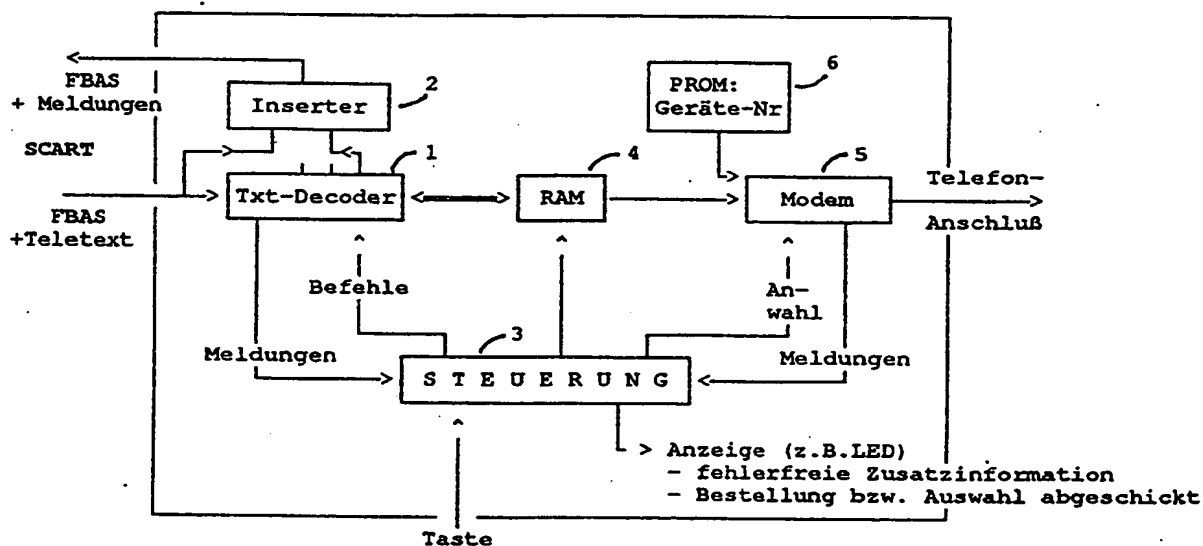 FBAS
+ Meldungen
SCART
FBAS
+Teletext
2
Inserter
1
Txt-Decoder
4
RAM
6
PROM:
Geräte-Nr
5
Modem
Telefon-
Anschluß
Befehle
An-
wahl
Meldungen
3
STEUERUNG
Meldungen
Anzeige (z.B.LED)
- fehlerfreie Zusatzinformation
- Bestellung bzw. Auswahl abgeschickt
Taste